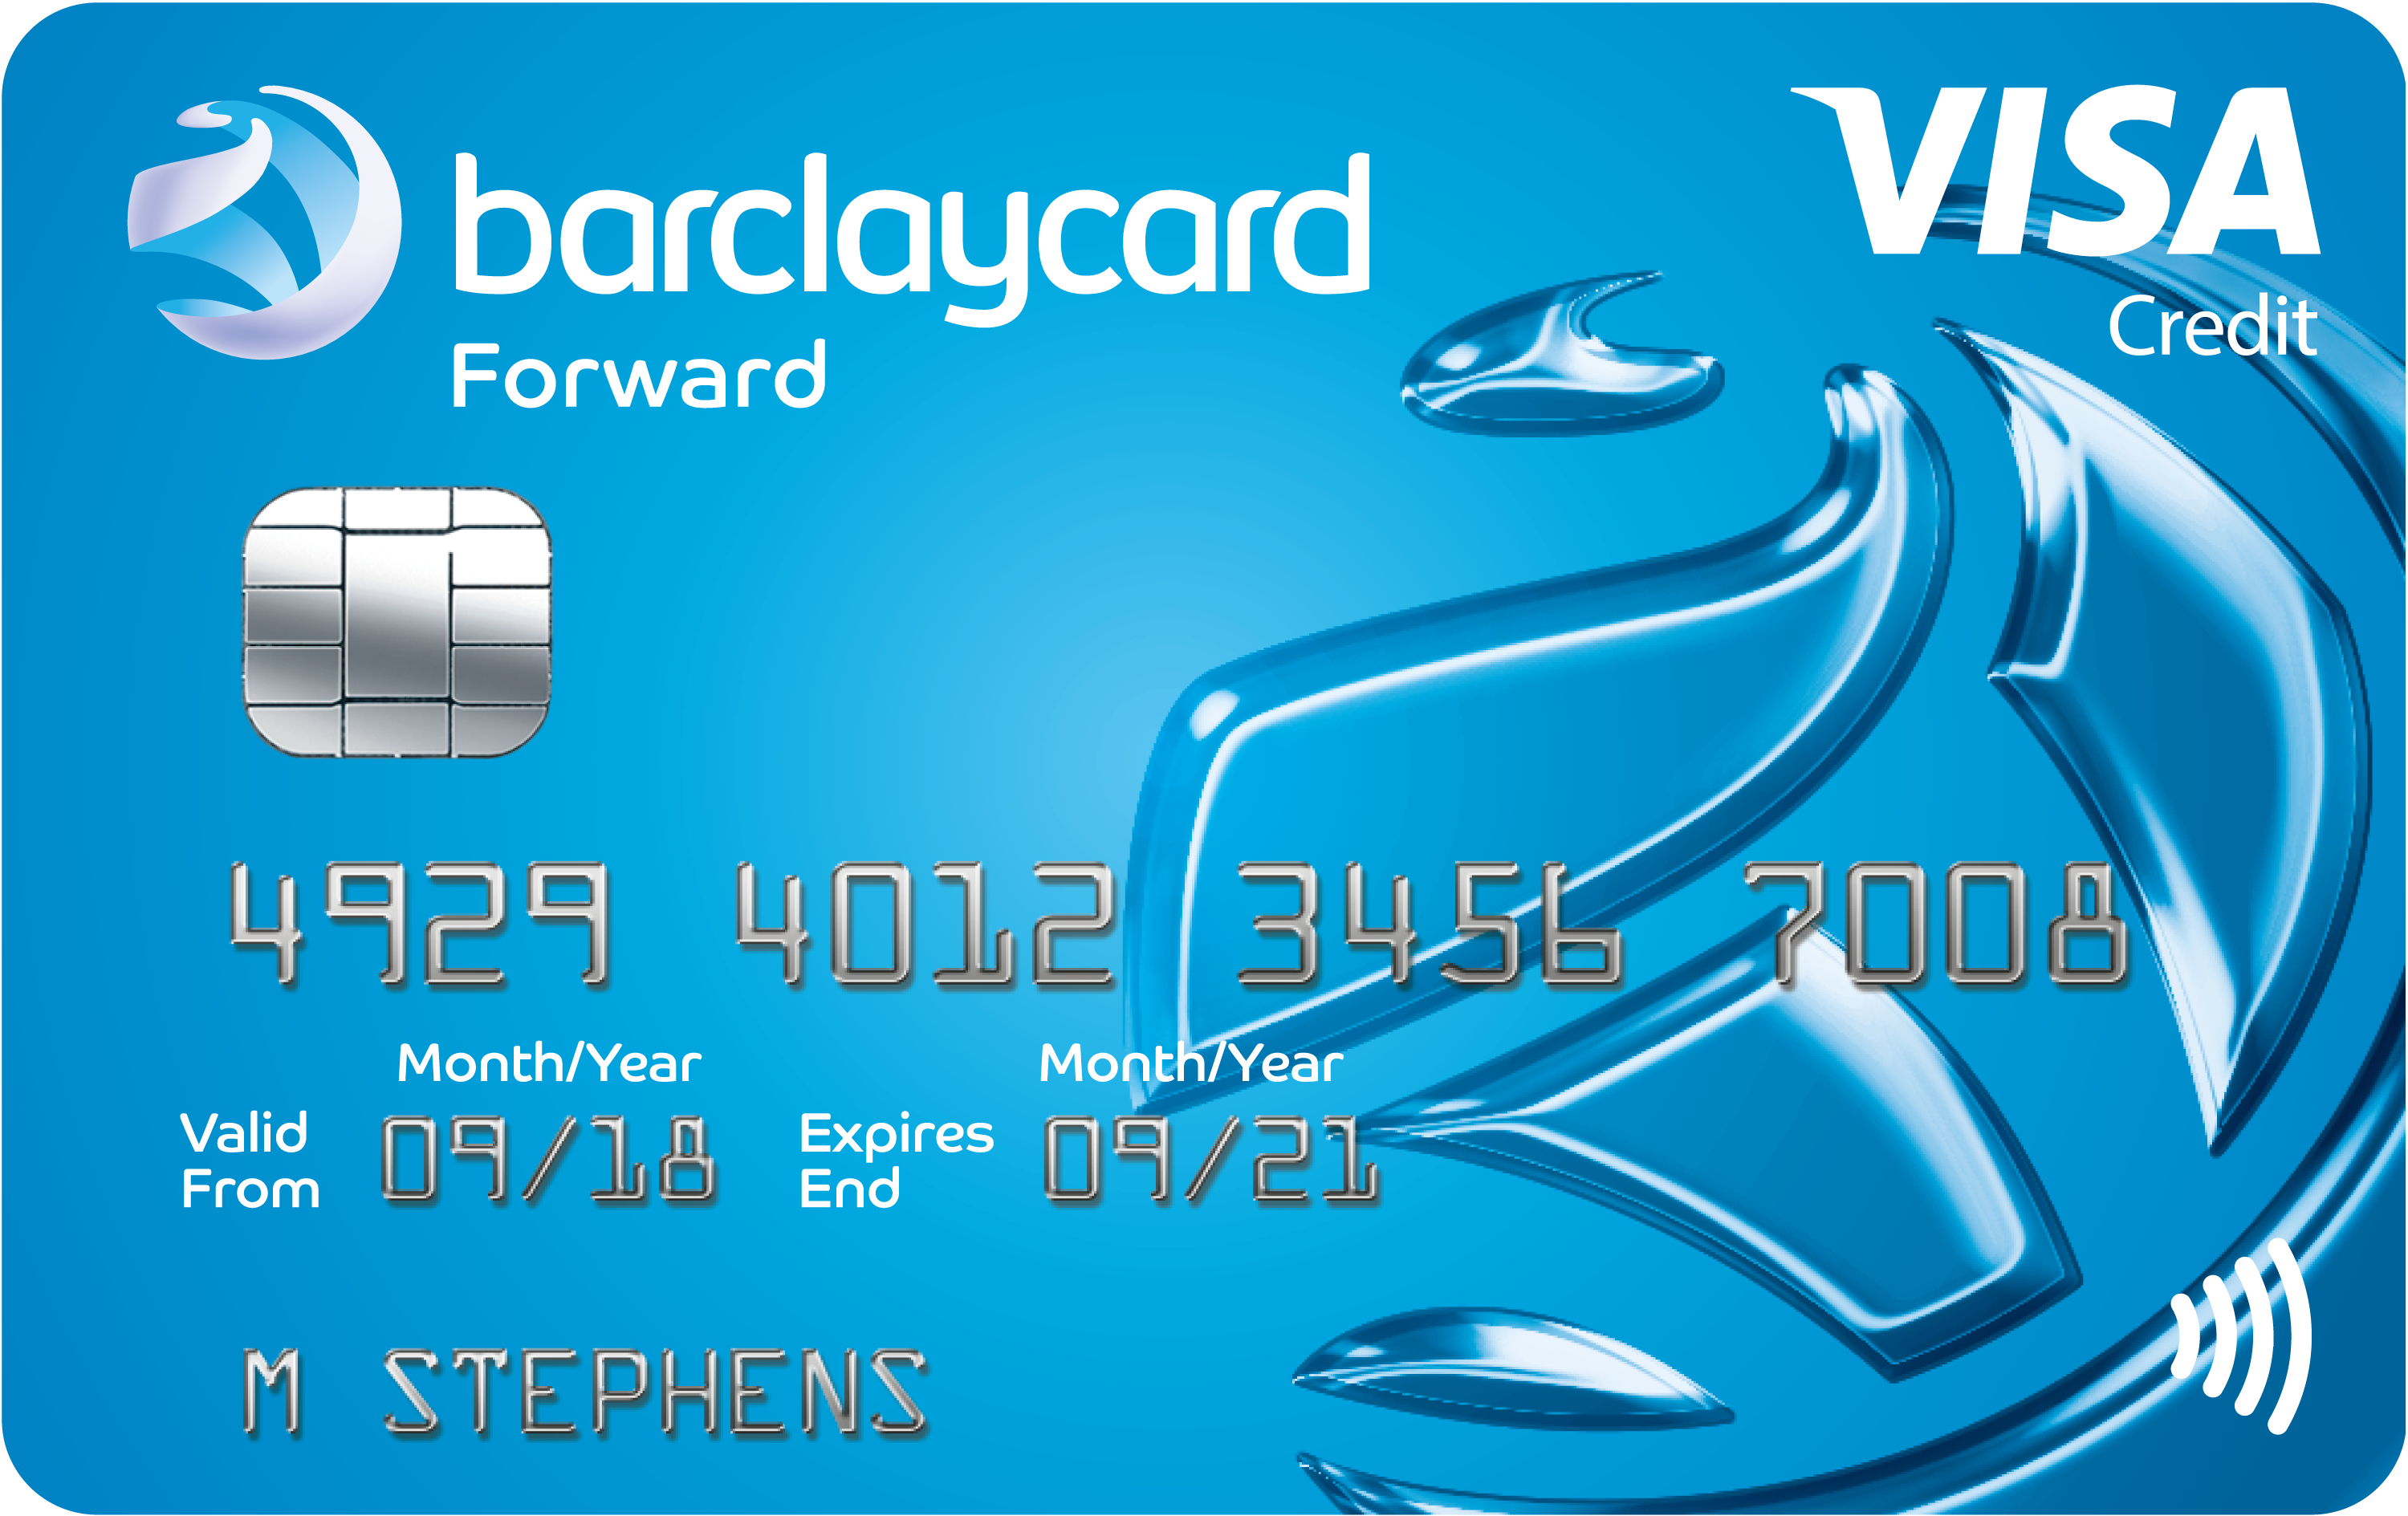 barclaycard
VISA
Forward
Credit
4929 4012 3456 7008
Month/Year Month/Year
Valid From 09/18 Expires End 09/21
M STEPHENS